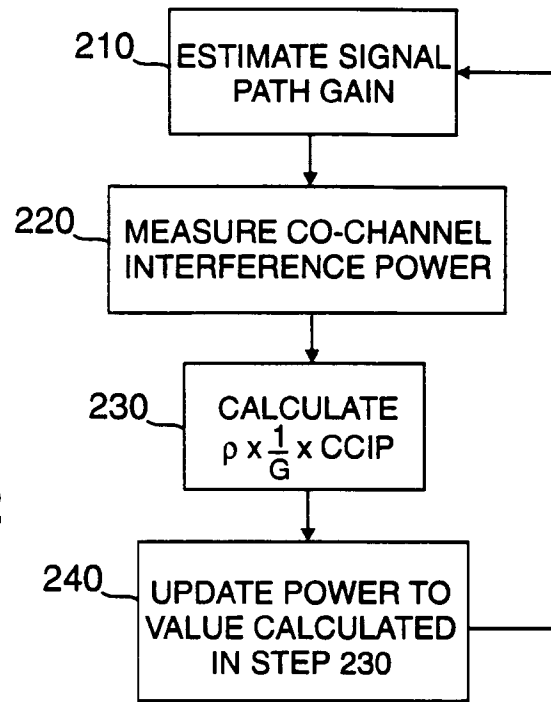 210
ESTIMATE SIGNAL
PATH GAIN
220
MEASURE CO-CHANNEL
INTERFERENCE POWER
230
CALCULATE
ρ x 1/G x CCIP
240
UPDATE POWER TO
VALUE CALCULATED
IN STEP 230